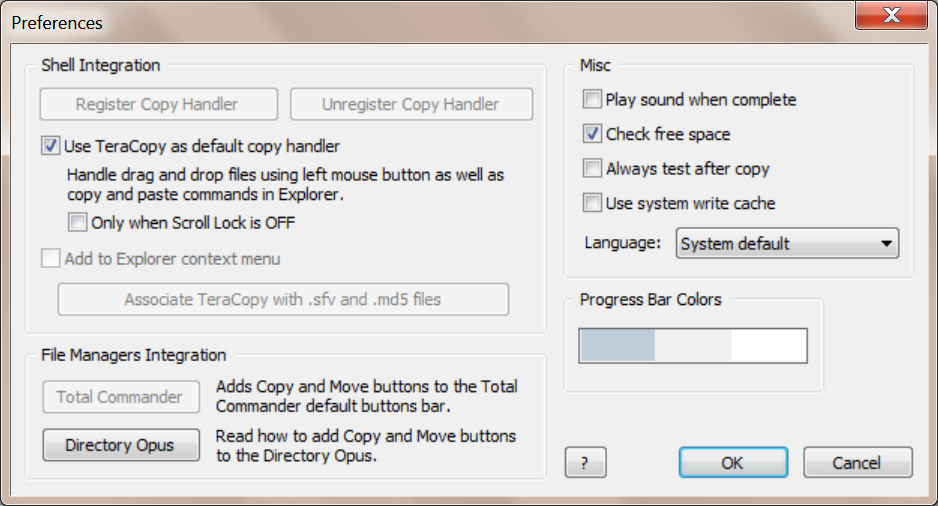 Preferences
Shell Integration
Register Copy Handler
Unregister Copy Handler
Use TeraCopy as default copy handler
Handle drag and drop files using left mouse button as well as
copy and paste commands in Explorer.
Only when Scroll Lock is OFF
Add to Explorer context menu
Associate TeraCopy with .sfv and .md5 files
File Managers Integration
Total Commander
Adds Copy and Move buttons to the Total
Commander default buttons bar.
Directory Opus
Read how to add Copy and Move buttons
to the Directory Opus.
Misc
Play sound when complete
Check free space
Always test after copy
Use system write cache
Language:
System default
Progress Bar Colors
?
OK
Cancel